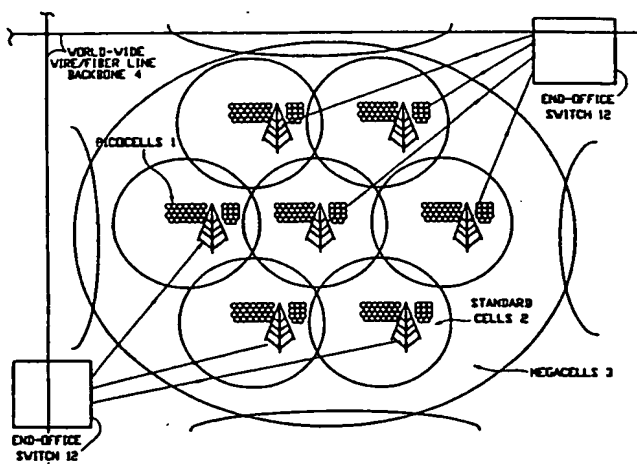 WORLD-WIDE
WIRE/FIBER LINE
BACKBONE 4
END-OFFICE
SWITCH 12
PICOCELLS 1
STANDARD
CELLS 2
MEGACELLS 3
END-OFFICE
SWITCH 12